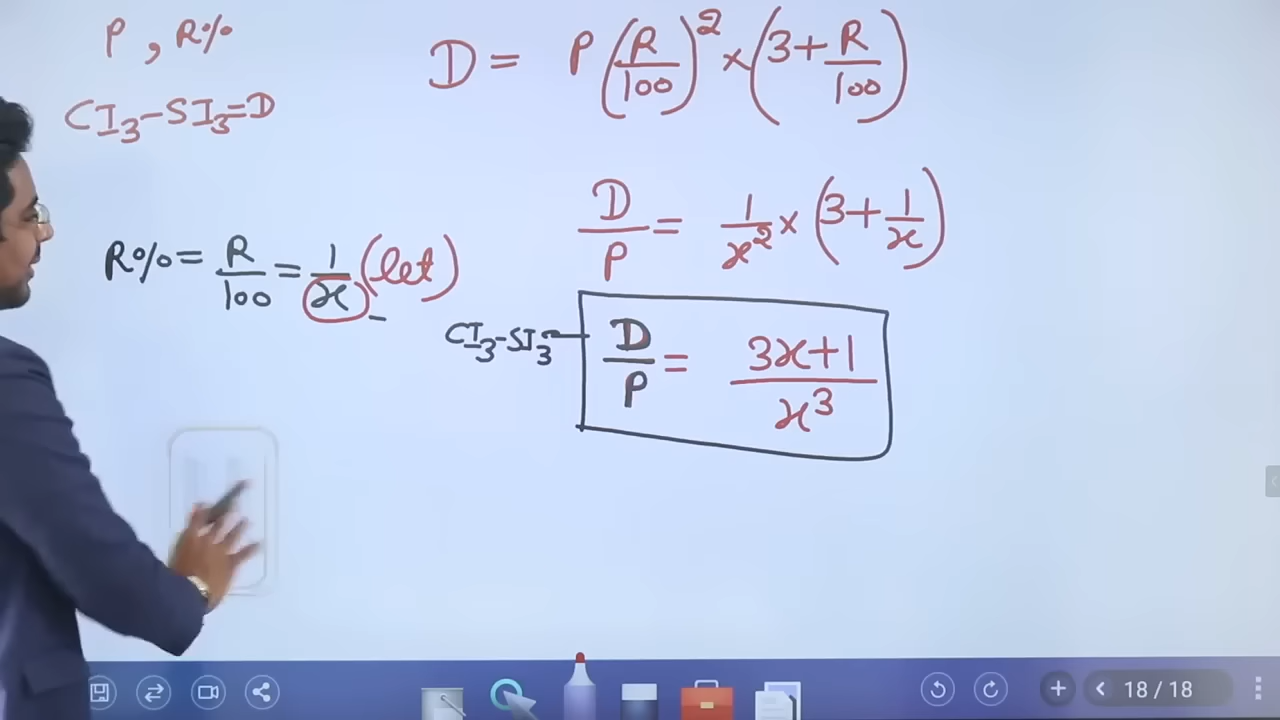 P, R%
D = P(R/100)^2 × (3 + R/100)
CI3 - SI3 = D
D/P = 1/x^2 × (3 + 1/x)
R% = R/100 = 1/x (let)
CI3 - SI3 — D/P = (3x + 1)/x^3
18 / 18